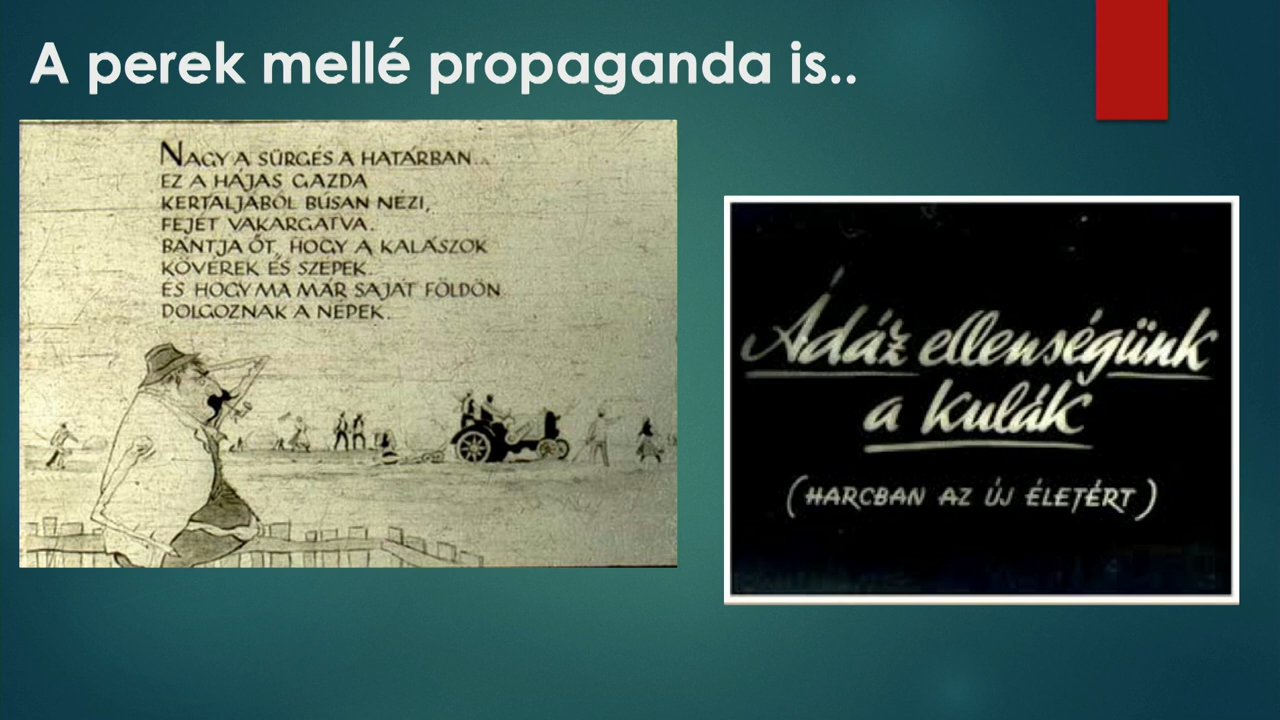 A perek mellé propaganda is..
NAGY A SÜRGÉS A HATÁRBAN...
EZ A HÁJAS GAZDA
KERTALJÁBÓL BUSAN NÉZI,
FEJÉT VAKARGATVA.
BÁNTJA ŐT, HOGY A KALÁSZOK
KÖVÉREK ÉS SZÉPEK.
ÉS HOGY MA MÁR SAJÁT FÖLDÖN
DOLGOZNAK A NÉPEK.
Ádáz ellenségünk
a kulák
(HARCBAN AZ ÚJ ÉLETÉRT)